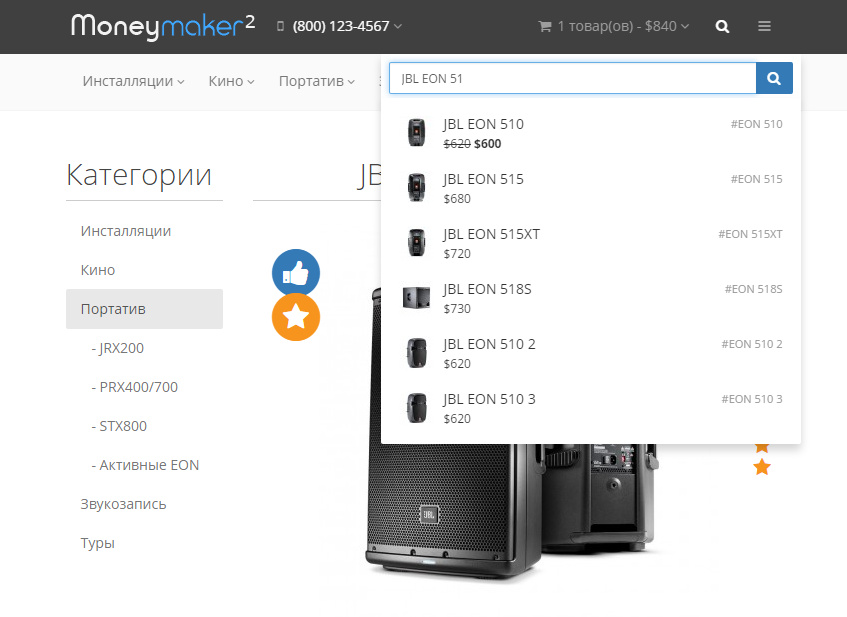 Moneymaker2
(800) 123-4567
1 товар(ов) - $840
Инсталляции
Кино
Портатив
JBL EON 51
JBL EON 510
#EON 510
$620 $600
JBL EON 515
#EON 515
$680
JBL EON 515XT
#EON 515XT
$720
JBL EON 518S
#EON 518S
$730
JBL EON 510 2
#EON 510 2
$620
JBL EON 510 3
#EON 510 3
$620
Категории
Инсталляции
Кино
Портатив
- JRX200
- PRX400/700
- STX800
- Активные EON
Звукозапись
Туры
JBL